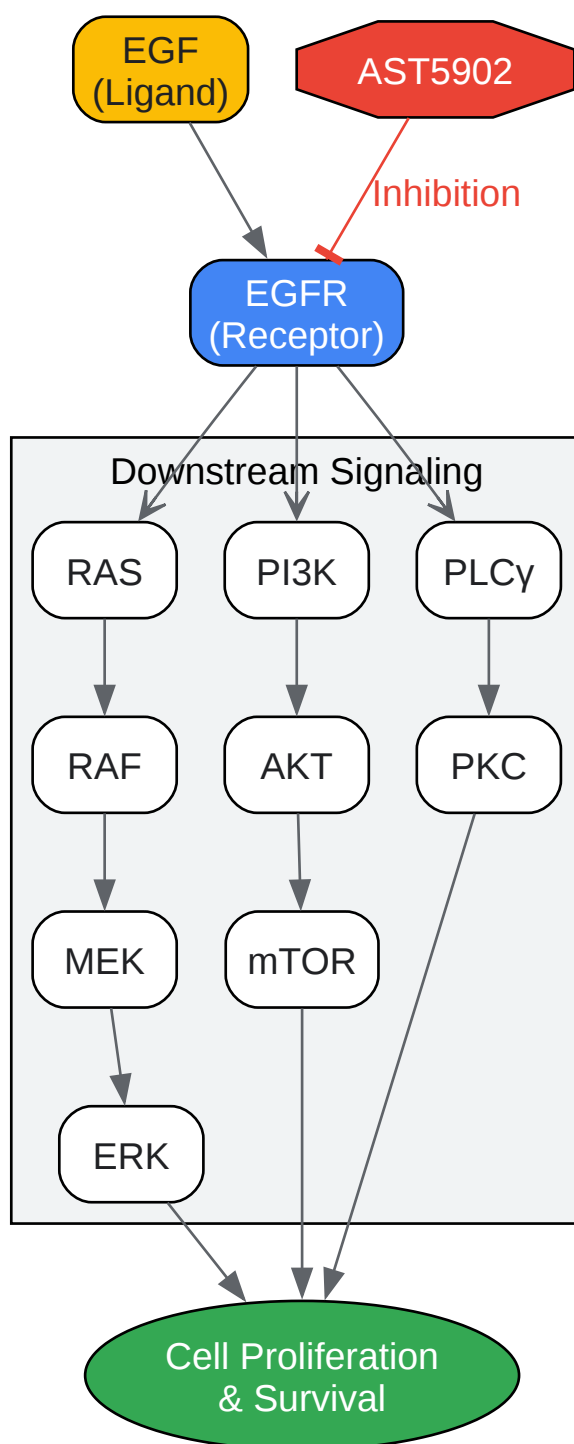 EGF
(Ligand)
AST5902
Inhibition
EGFR
(Receptor)
Downstream Signaling
RAS
PI3K
PLCγ
RAF
AKT
PKC
MEK
mTOR
ERK
Cell Proliferation
& Survival